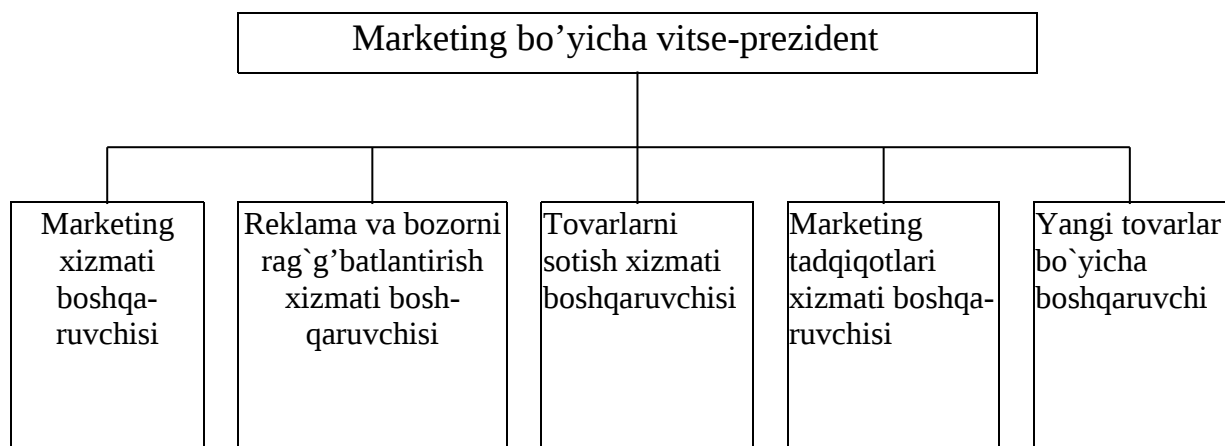 Marketing bo’yicha vitse-prezident
Marketing
xizmati
boshqa-
ruvchisi
Reklama va bozorni
rag`g’batlantirish
xizmati bosh-
qaruvchisi
Tovarlarni
sotish xizmati
boshqaruvchisi
Marketing
tadqiqotlari
xizmati boshqa-
ruvchisi
Yangi tovarlar
bo`yicha
boshqaruvchi